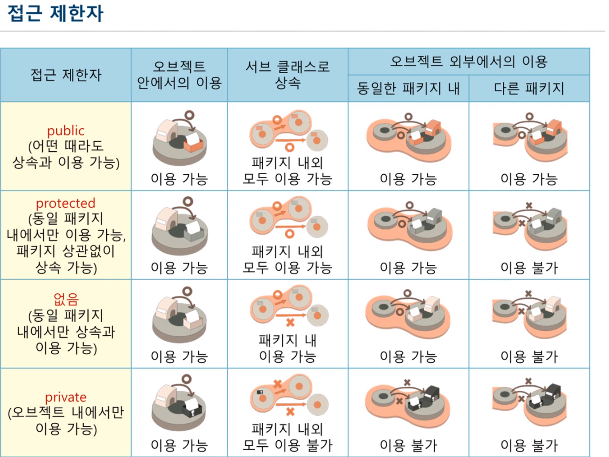 접근 제한자
접근 제한자
오브젝트
안에서의 이용
서브 클래스로
상속
오브젝트 외부에서의 이용
동일한 패키지 내
다른 패키지
public
(어떤 때라도
상속과 이용 가능)
이용 가능
패키지 내외
모두 이용 가능
이용 가능
이용 가능
protected
(동일 패키지
내에서만 이용 가능,
패키지 상관없이
상속 가능)
이용 가능
패키지 내외
모두 이용 가능
이용 가능
이용 불가
없음
(동일 패키지
내에서만 상속과
이용 가능)
이용 가능
패키지 내
이용 가능
이용 가능
이용 불가
private
(오브젝트 내에서만
이용 가능)
이용 가능
패키지 내외
모두 이용 불가
이용 불가
이용 불가